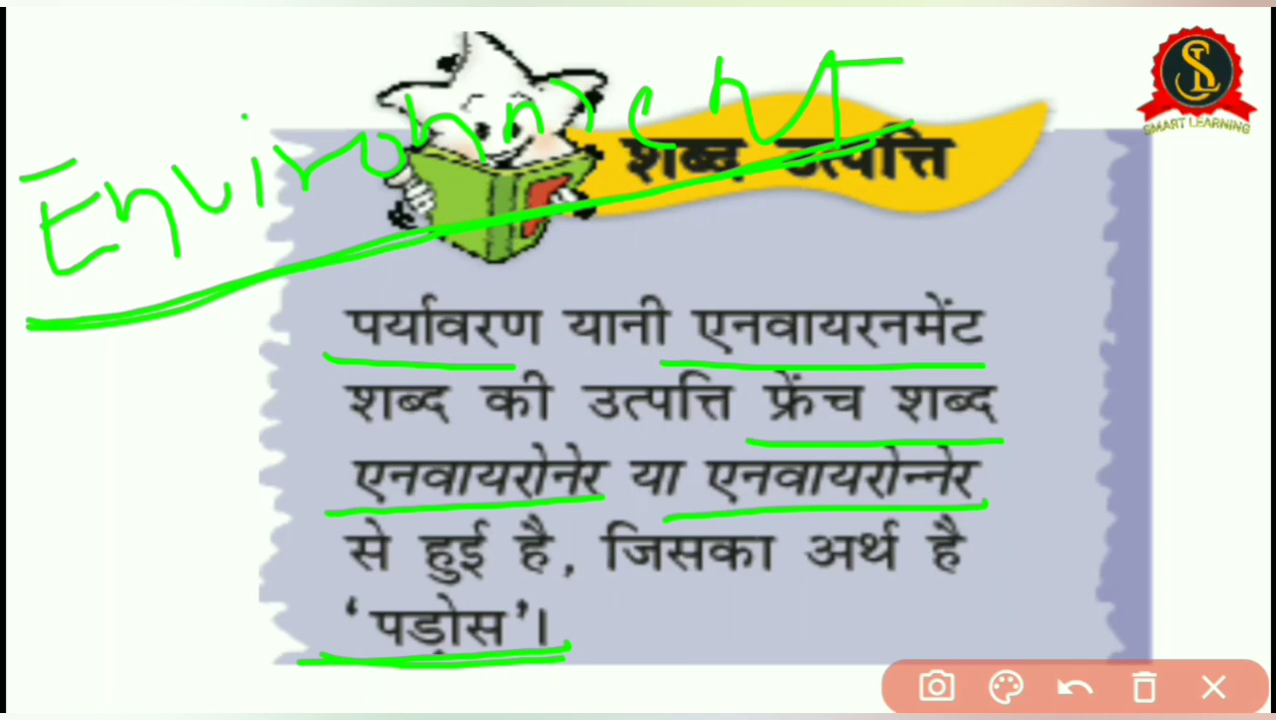 SL
SMART LEARNING
Environment
शब्द उत्पत्ति
पर्यावरण यानी एनवायरनमेंट
शब्द की उत्पत्ति फ्रेंच शब्द
एनवायरोनेर या एनवायरोन्नेर
से हुई है, जिसका अर्थ है
‘पड़ोस’।